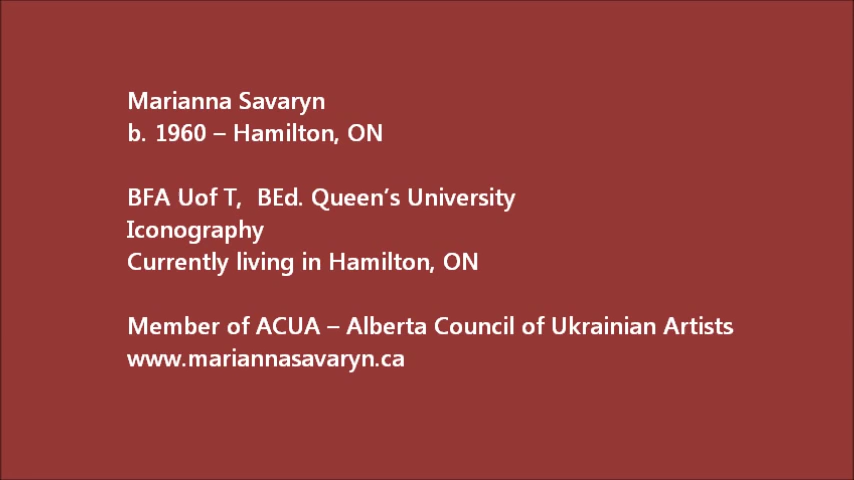 Marianna Savaryn
b. 1960 – Hamilton, ON
BFA Uof T,  BEd. Queen's University
Iconography
Currently living in Hamilton, ON
Member of ACUA – Alberta Council of Ukrainian Artists
www.mariannasavaryn.ca